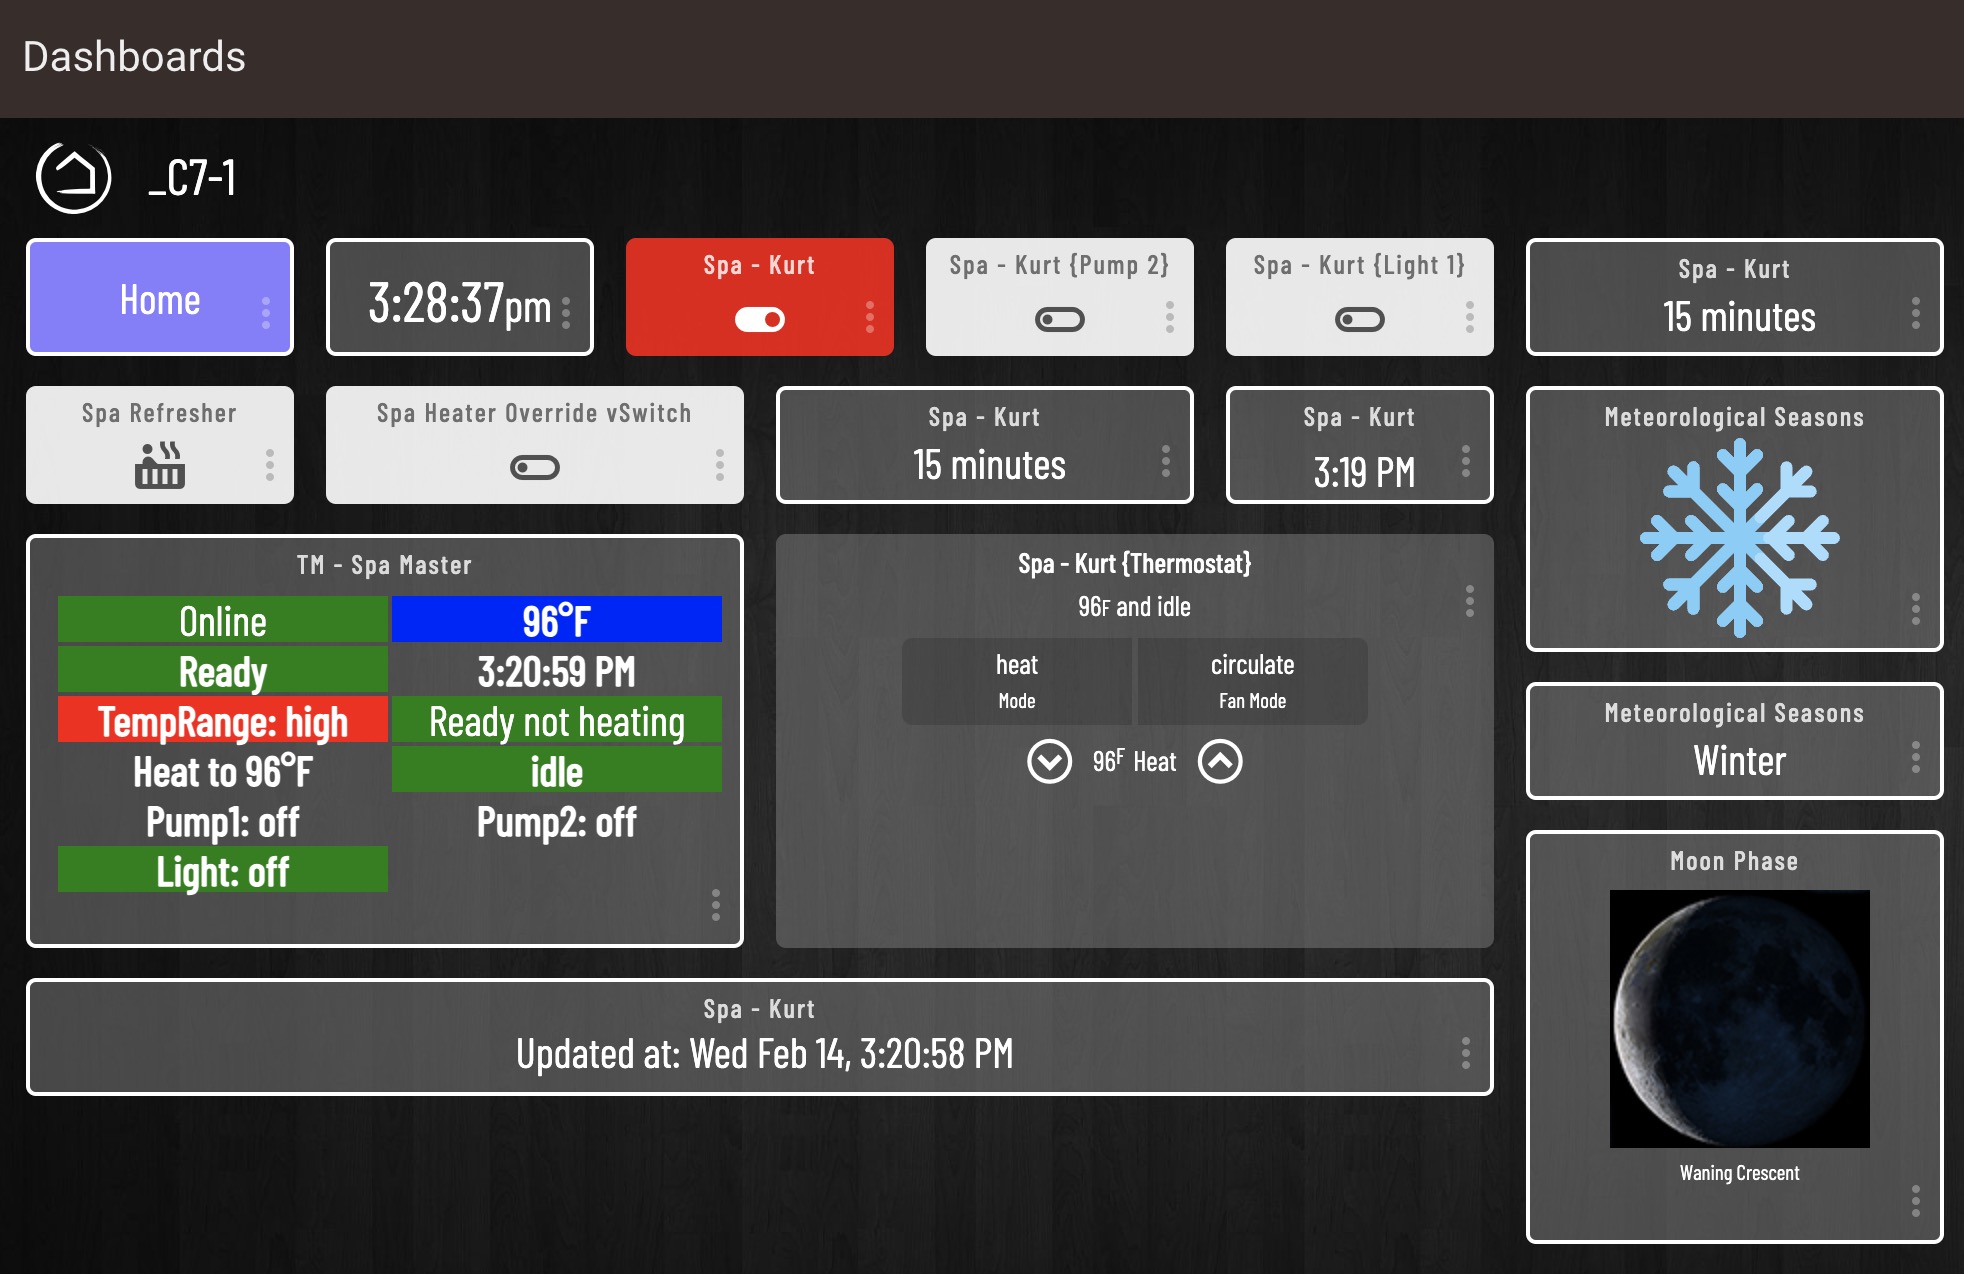 Dashboards
_C7-1
Home
3:28:37pm
Spa - Kurt
Spa - Kurt {Pump 2}
Spa - Kurt {Light 1}
Spa - Kurt
15 minutes
Spa Refresher
Spa Heater Override vSwitch
Spa - Kurt
15 minutes
Spa - Kurt
3:19 PM
Meteorological Seasons
TM - Spa Master
Online
96°F
Ready
3:20:59 PM
TempRange: high
Ready not heating
Heat to 96°F
idle
Pump1: off
Pump2: off
Light: off
Spa - Kurt {Thermostat}
96F and idle
heat
Mode
circulate
Fan Mode
96F Heat
Meteorological Seasons
Winter
Moon Phase
Waning Crescent
Spa - Kurt
Updated at: Wed Feb 14, 3:20:58 PM